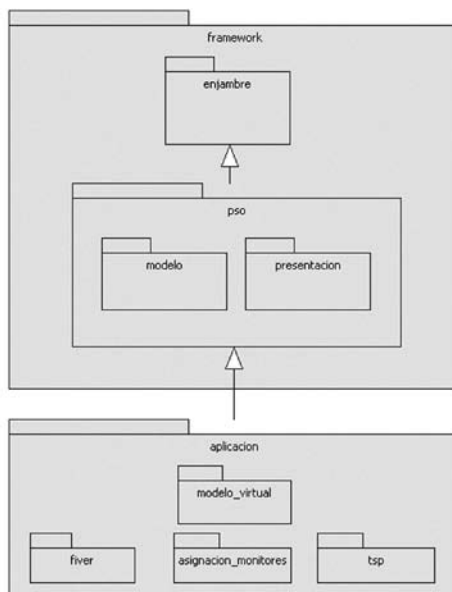 framework
enjambre
pso
modelo
presentacion
aplicacion
modelo_virtual
fiver
asignacion_monitores
tsp